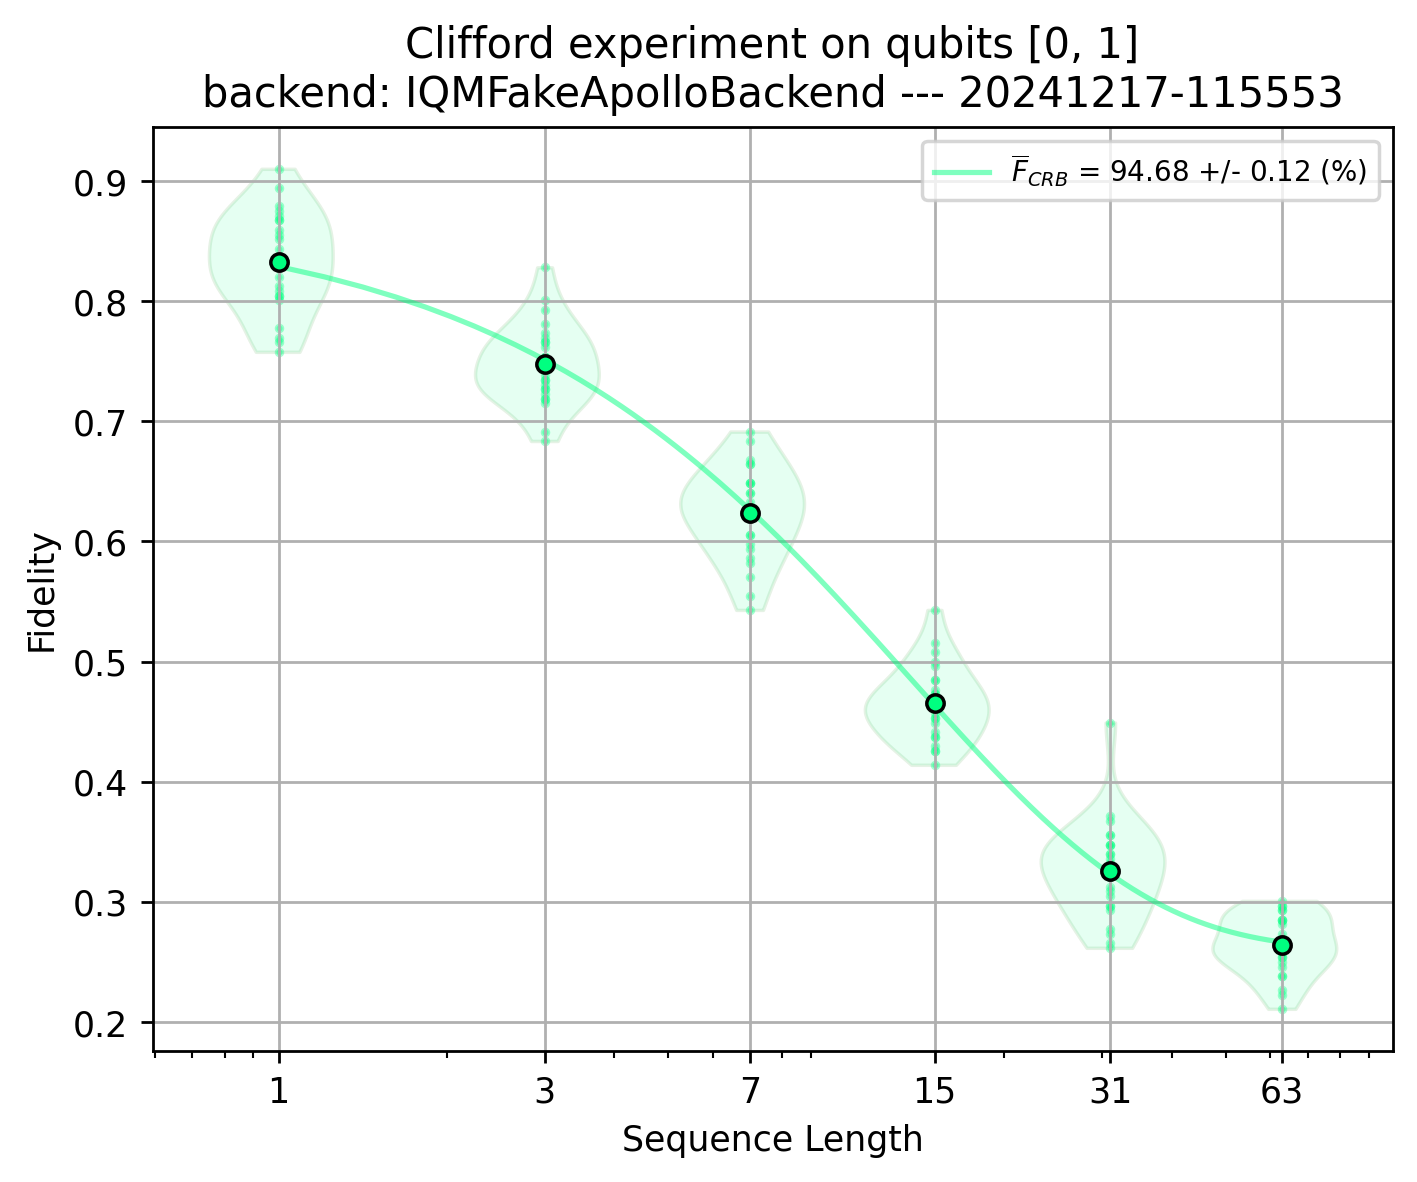 Clifford experiment on qubits [0, 1]
backend: IQMFakeApolloBackend --- 20241217-115553
F̅_CRB = 94.68 +/- 0.12 (%)
Fidelity
0.9
0.8
0.7
0.6
0.5
0.4
0.3
0.2
1 3 7 15 31 63
Sequence Length